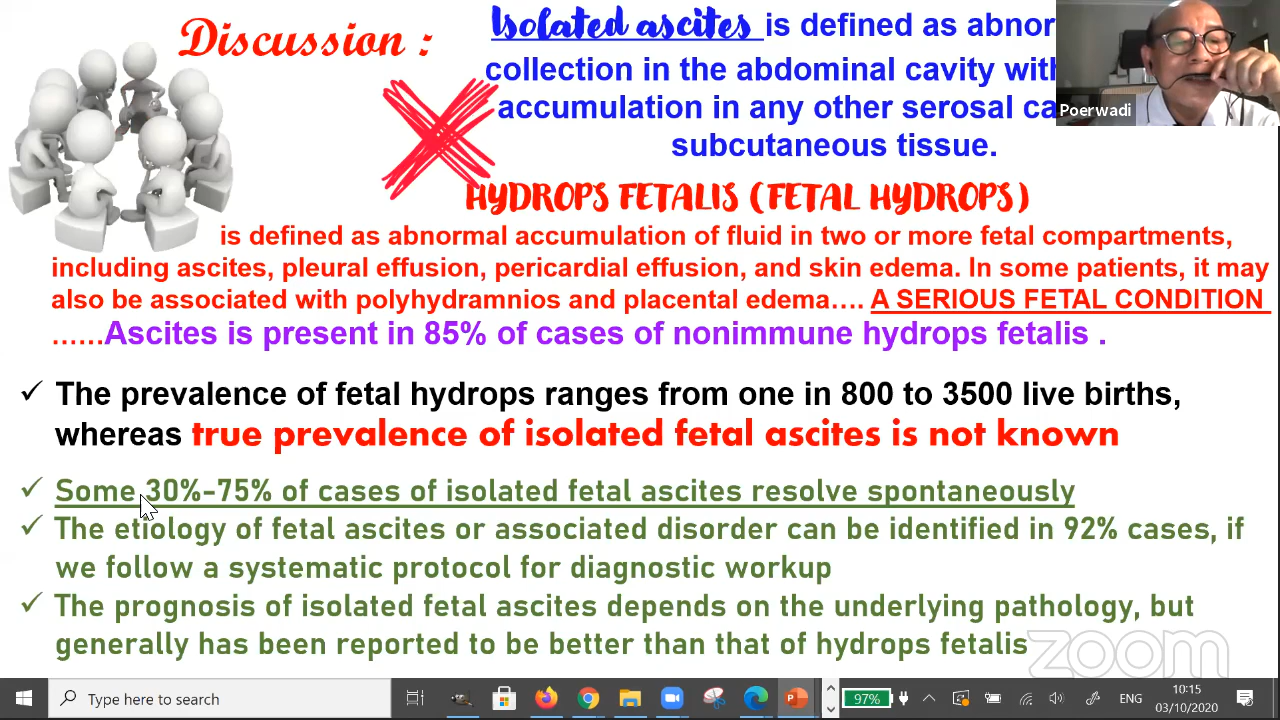 Discussion :
Isolated ascites is defined as abnor
collection in the abdominal cavity with
accumulation in any other serosal ca
subcutaneous tissue.
Poerwadi
HYDROPS FETALIS (FETAL HYDROPS)
is defined as abnormal accumulation of fluid in two or more fetal compartments,
including ascites, pleural effusion, pericardial effusion, and skin edema. In some patients, it may
also be associated with polyhydramnios and placental edema.... A SERIOUS FETAL CONDITION
......Ascites is present in 85% of cases of nonimmune hydrops fetalis .
✓ The prevalence of fetal hydrops ranges from one in 800 to 3500 live births,
whereas true prevalence of isolated fetal ascites is not known
✓ Some 30%-75% of cases of isolated fetal ascites resolve spontaneously
✓ The etiology of fetal ascites or associated disorder can be identified in 92% cases, if
we follow a systematic protocol for diagnostic workup
✓ The prognosis of isolated fetal ascites depends on the underlying pathology, but
generally has been reported to be better than that of hydrops fetalis
zoom
Type here to search
97%
ENG
10:15
03/10/2020